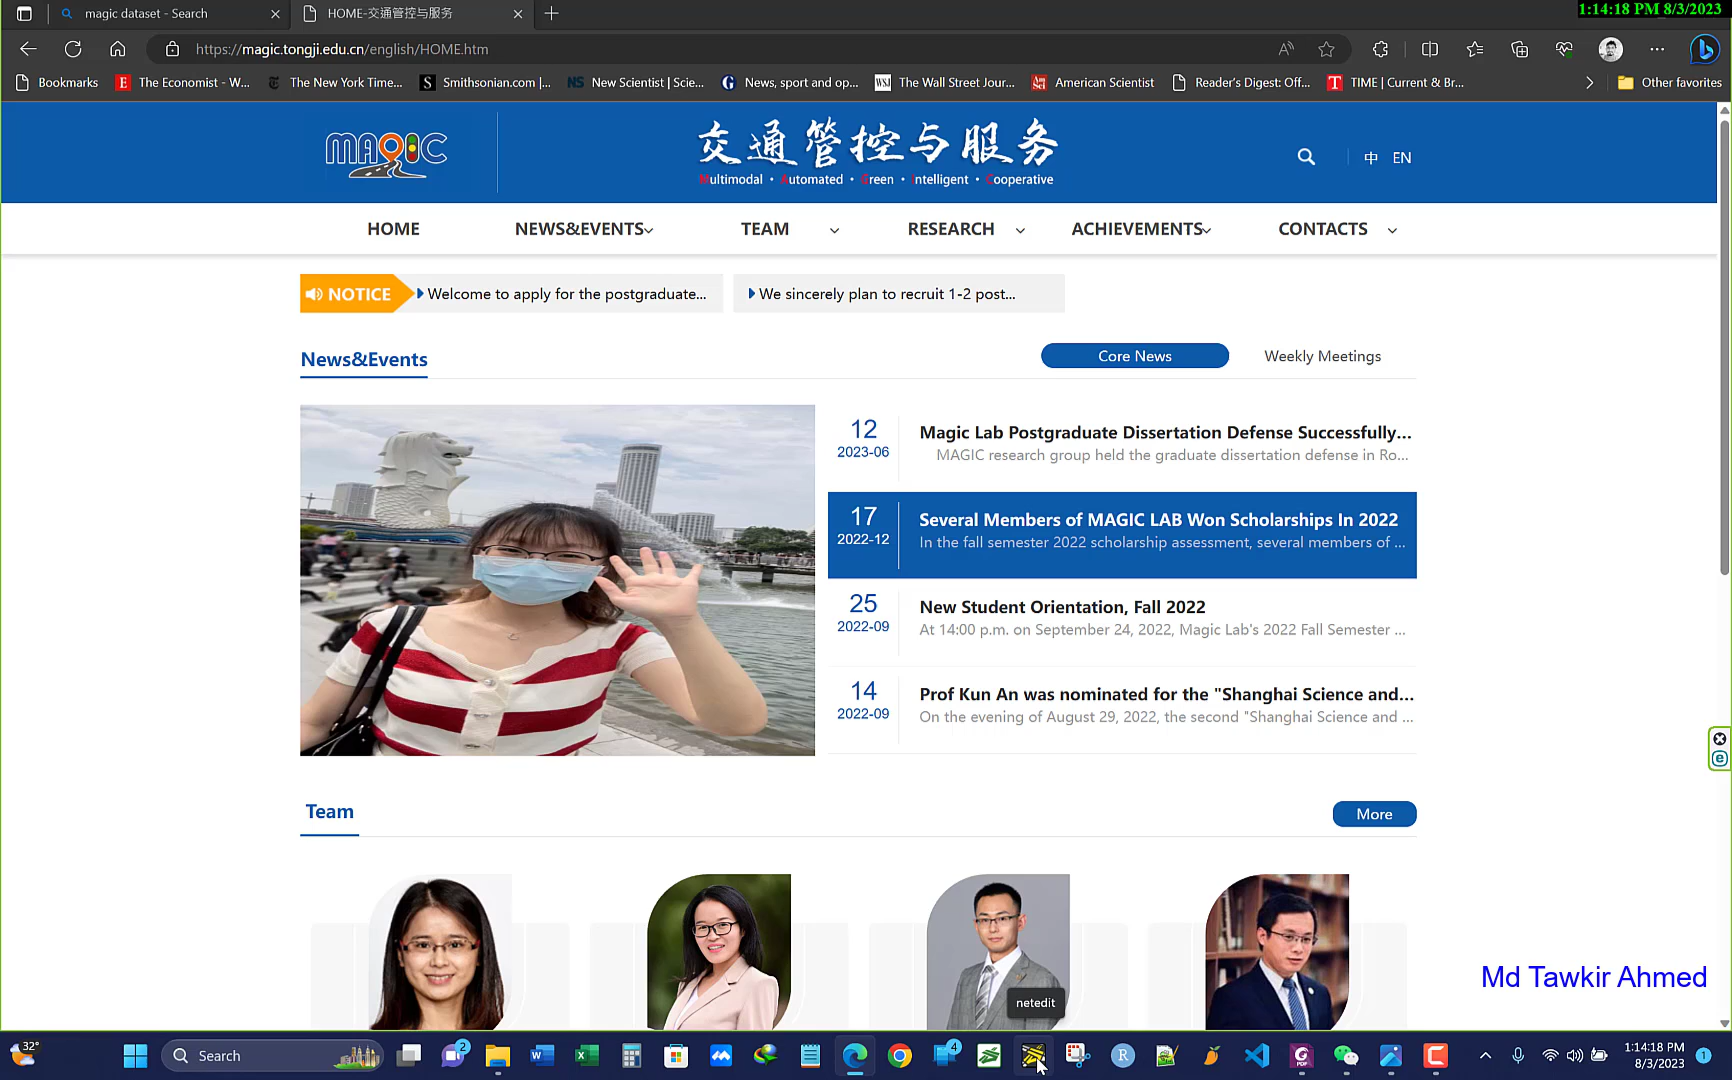 magic dataset - Search
HOME-交通管控与服务
1:14:18 PM 8/3/2023
https://magic.tongji.edu.cn/english/HOME.htm
Bookmarks
The Economist - W...
The New York Time...
Smithsonian.com |...
New Scientist | Scie...
News, sport and op...
The Wall Street Jour...
American Scientist
Reader's Digest: Off...
TIME | Current & Br...
Other favorites
MAGIC
交通管控与服务
Multimodal • Automated • Green • Intelligent • Cooperative
中 EN
HOME
NEWS&EVENTS
TEAM
RESEARCH
ACHIEVEMENTS
CONTACTS
NOTICE
Welcome to apply for the postgraduate...
We sincerely plan to recruit 1-2 post...
News&Events
Core News
Weekly Meetings
12
2023-06
Magic Lab Postgraduate Dissertation Defense Successfully...
MAGIC research group held the graduate dissertation defense in Ro...
17
2022-12
Several Members of MAGIC LAB Won Scholarships In 2022
In the fall semester 2022 scholarship assessment, several members of ...
25
2022-09
New Student Orientation, Fall 2022
At 14:00 p.m. on September 24, 2022, Magic Lab's 2022 Fall Semester ...
14
2022-09
Prof Kun An was nominated for the "Shanghai Science and...
On the evening of August 29, 2022, the second "Shanghai Science and ...
Team
More
Md Tawkir Ahmed
netedit
32°
Search
2
4
1:14:18 PM
8/3/2023
1